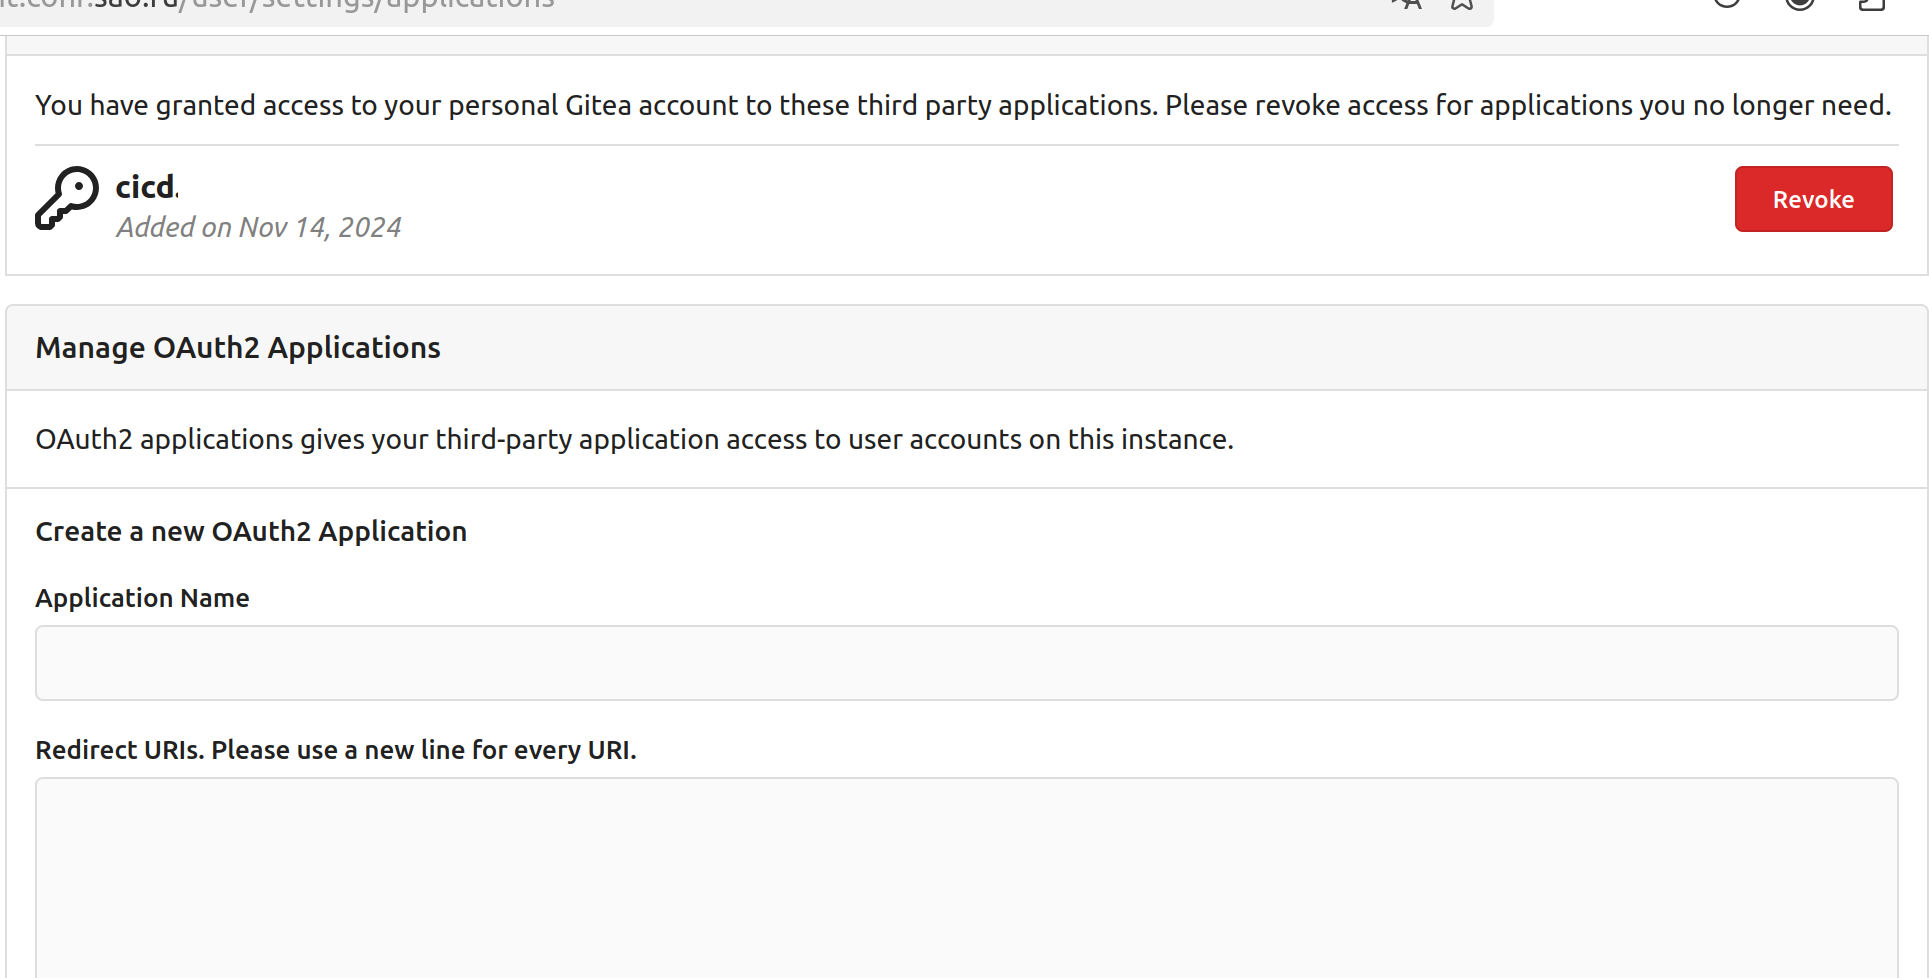 /user/settings/applications
You have granted access to your personal Gitea account to these third party applications. Please revoke access for applications you no longer need.
cicd.
Added on Nov 14, 2024
Revoke
Manage OAuth2 Applications
OAuth2 applications gives your third-party application access to user accounts on this instance.
Create a new OAuth2 Application
Application Name
Redirect URIs. Please use a new line for every URI.